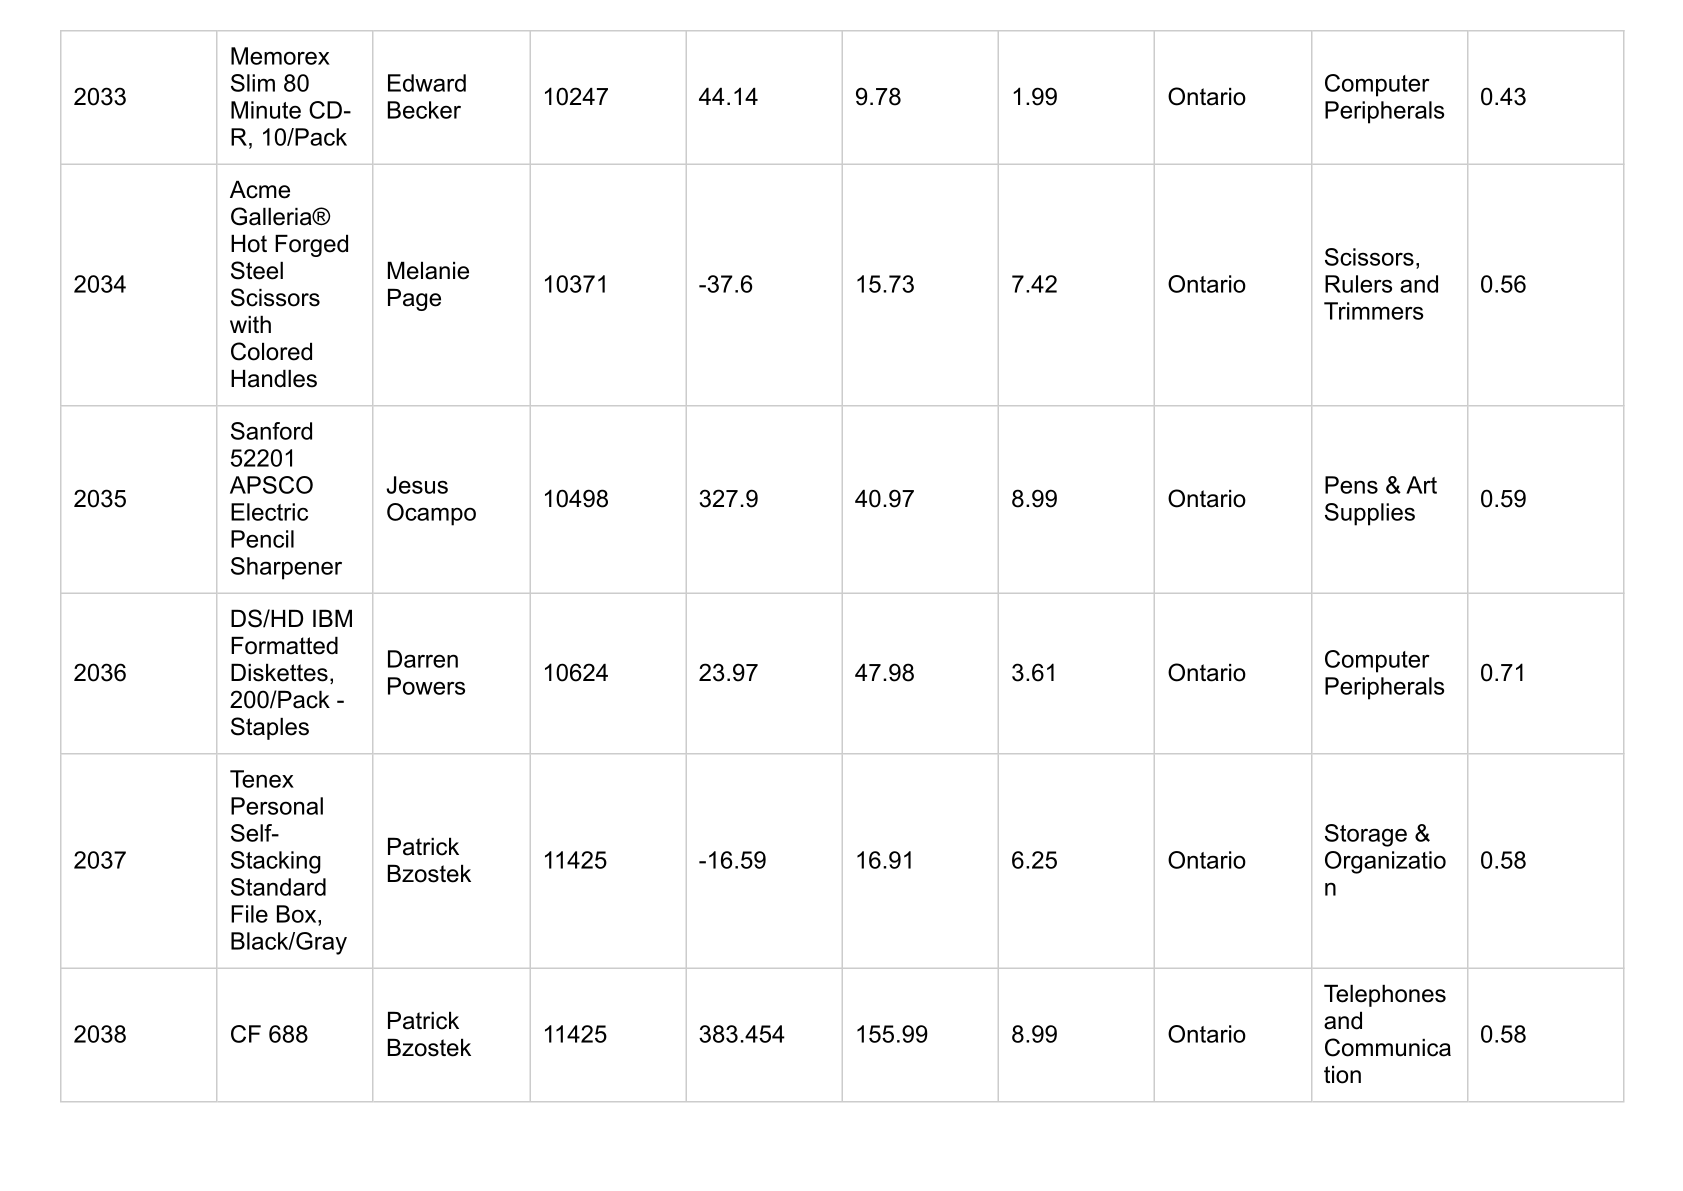 2033
Memorex
Slim 80
Minute CD-
R, 10/Pack
Edward
Becker
10247
44.14
9.78
1.99
Ontario
Computer
Peripherals
0.43
2034
Acme
Galleria®
Hot Forged
Steel
Scissors
with
Colored
Handles
Melanie
Page
10371
-37.6
15.73
7.42
Ontario
Scissors,
Rulers and
Trimmers
0.56
2035
Sanford
52201
APSCO
Electric
Pencil
Sharpener
Jesus
Ocampo
10498
327.9
40.97
8.99
Ontario
Pens & Art
Supplies
0.59
2036
DS/HD IBM
Formatted
Diskettes,
200/Pack -
Staples
Darren
Powers
10624
23.97
47.98
3.61
Ontario
Computer
Peripherals
0.71
2037
Tenex
Personal
Self-
Stacking
Standard
File Box,
Black/Gray
Patrick
Bzostek
11425
-16.59
16.91
6.25
Ontario
Storage &
Organizatio
n
0.58
2038
CF 688
Patrick
Bzostek
11425
383.454
155.99
8.99
Ontario
Telephones
and
Communica
tion
0.58